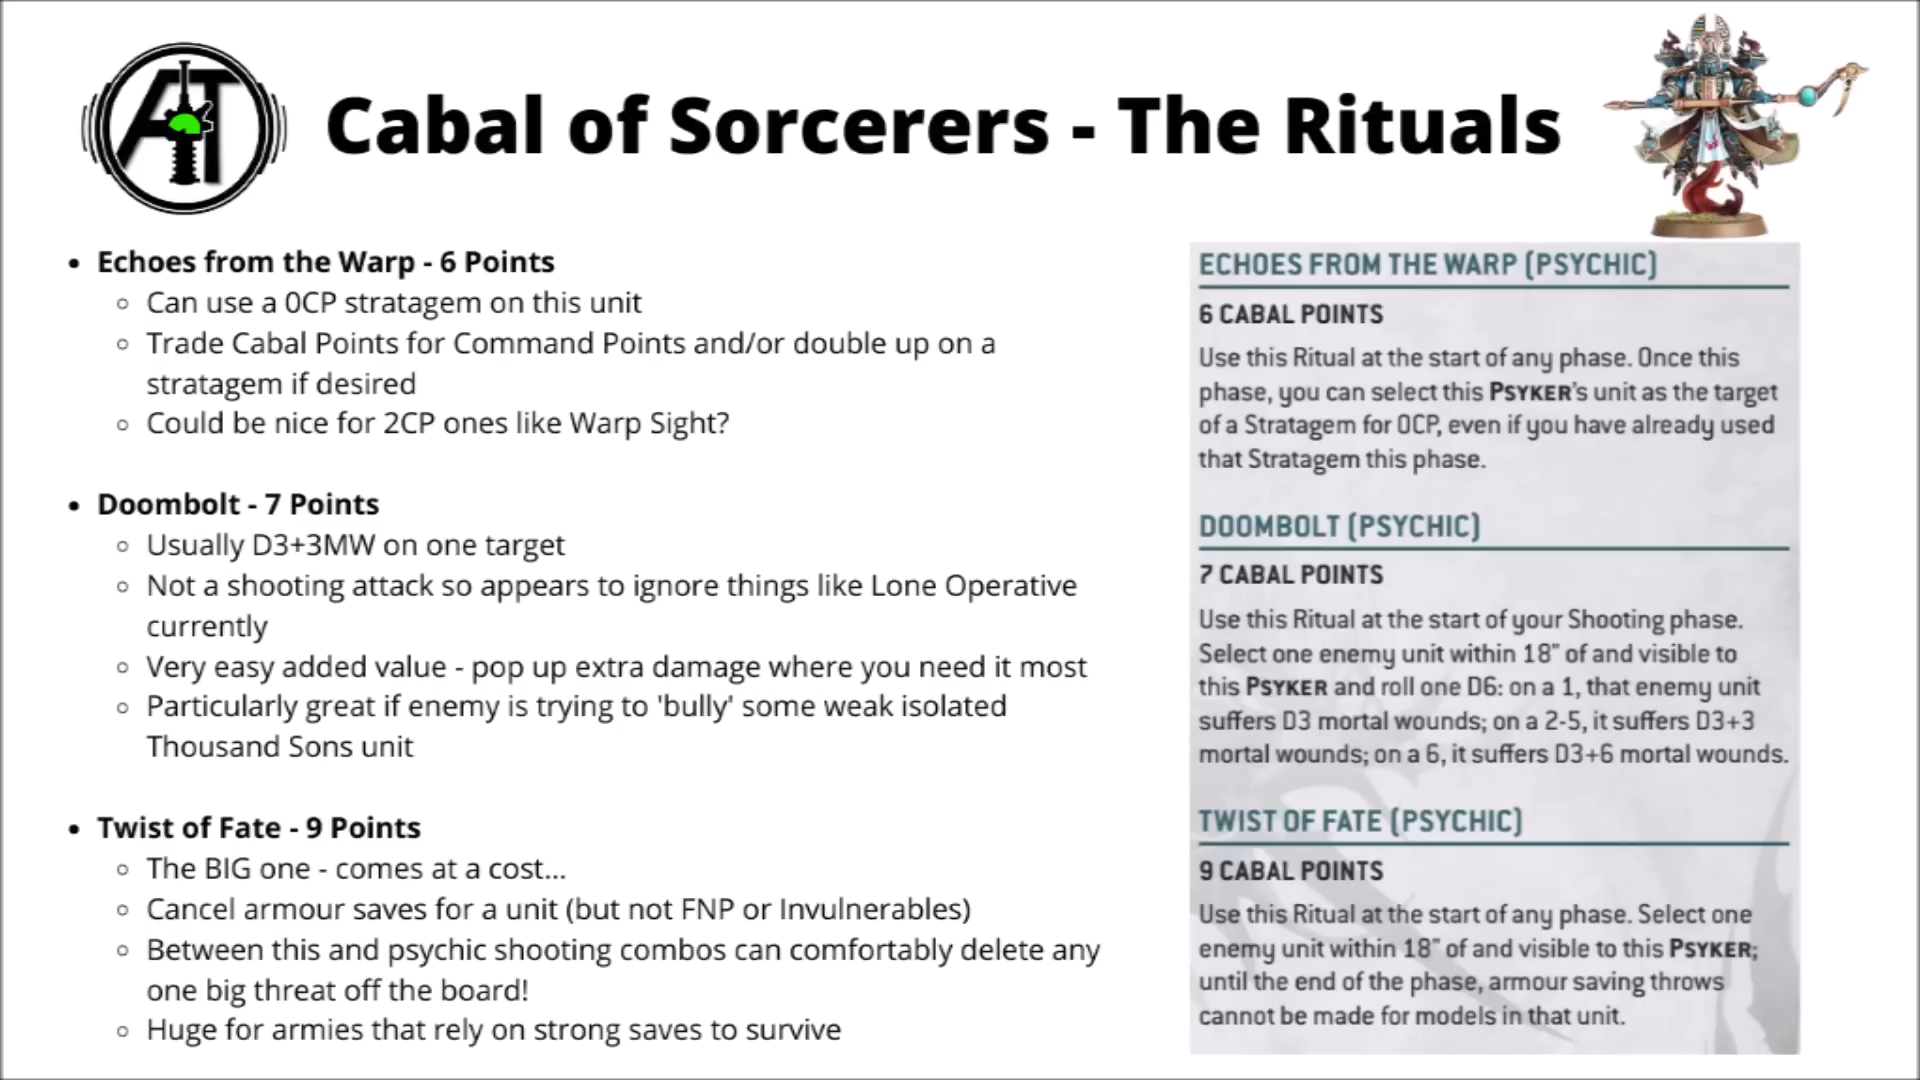 AT
Cabal of Sorcerers - The Rituals
• Echoes from the Warp - 6 Points
○ Can use a 0CP stratagem on this unit
○ Trade Cabal Points for Command Points and/or double up on a
stratagem if desired
○ Could be nice for 2CP ones like Warp Sight?
• Doombolt - 7 Points
○ Usually D3+3MW on one target
○ Not a shooting attack so appears to ignore things like Lone Operative
currently
○ Very easy added value - pop up extra damage where you need it most
○ Particularly great if enemy is trying to 'bully' some weak isolated
Thousand Sons unit
• Twist of Fate - 9 Points
○ The BIG one - comes at a cost...
○ Cancel armour saves for a unit (but not FNP or Invulnerables)
○ Between this and psychic shooting combos can comfortably delete any
one big threat off the board!
○ Huge for armies that rely on strong saves to survive
ECHOES FROM THE WARP (PSYCHIC)
6 CABAL POINTS
Use this Ritual at the start of any phase. Once this
phase, you can select this PSYKER's unit as the target
of a Stratagem for 0CP, even if you have already used
that Stratagem this phase.
DOOMBOLT (PSYCHIC)
7 CABAL POINTS
Use this Ritual at the start of your Shooting phase.
Select one enemy unit within 18" of and visible to
this PSYKER and roll one D6: on a 1, that enemy unit
suffers D3 mortal wounds; on a 2-5, it suffers D3+3
mortal wounds; on a 6, it suffers D3+6 mortal wounds.
TWIST OF FATE (PSYCHIC)
9 CABAL POINTS
Use this Ritual at the start of any phase. Select one
enemy unit within 18" of and visible to this PSYKER;
until the end of the phase, armour saving throws
cannot be made for models in that unit.